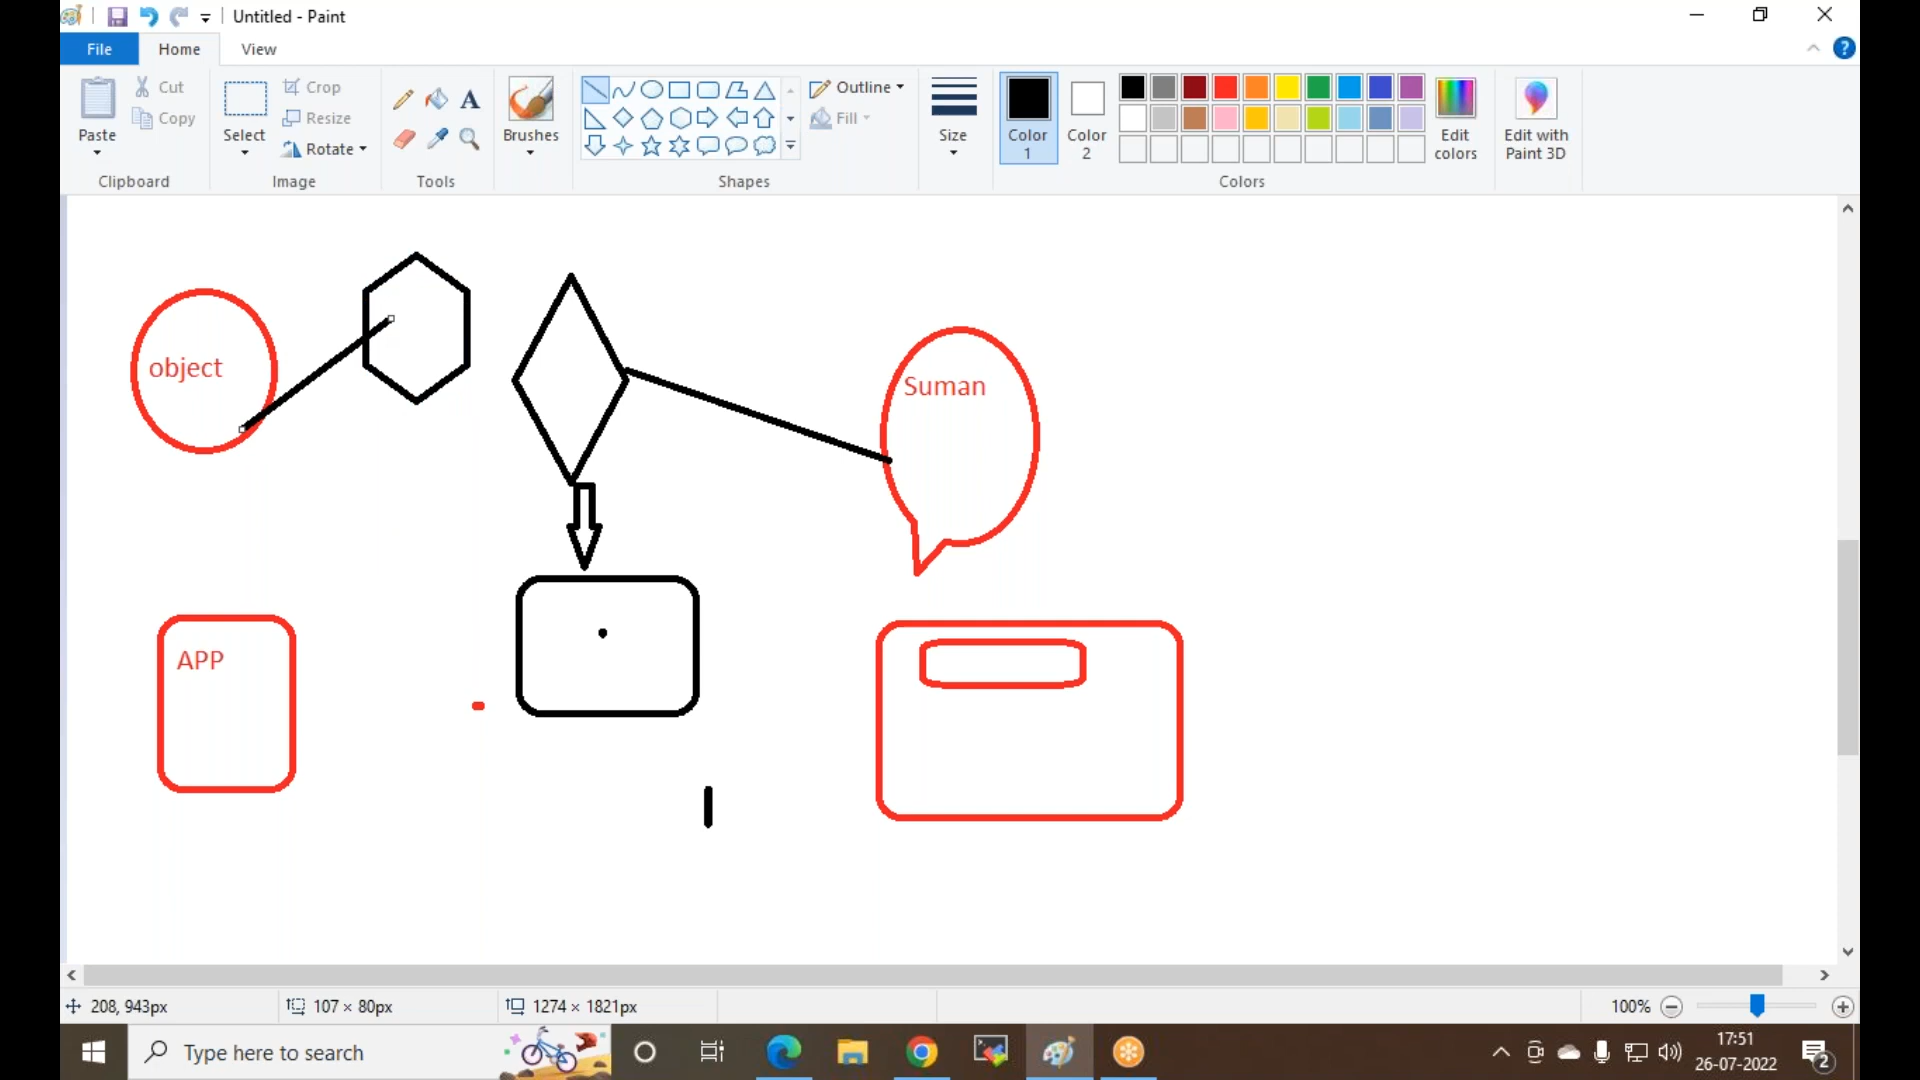 Untitled - Paint
File Home View
Paste Cut Copy
Clipboard
Select Crop Resize Rotate
Image
A
Tools
Brushes
Outline
Fill
Shapes
Size
Color 1
Color 2
Edit colors
Colors
Edit with Paint 3D
object
Suman
APP
208, 943px 107 × 80px 1274 × 1821px 100%
Type here to search
17:51
26-07-2022
2